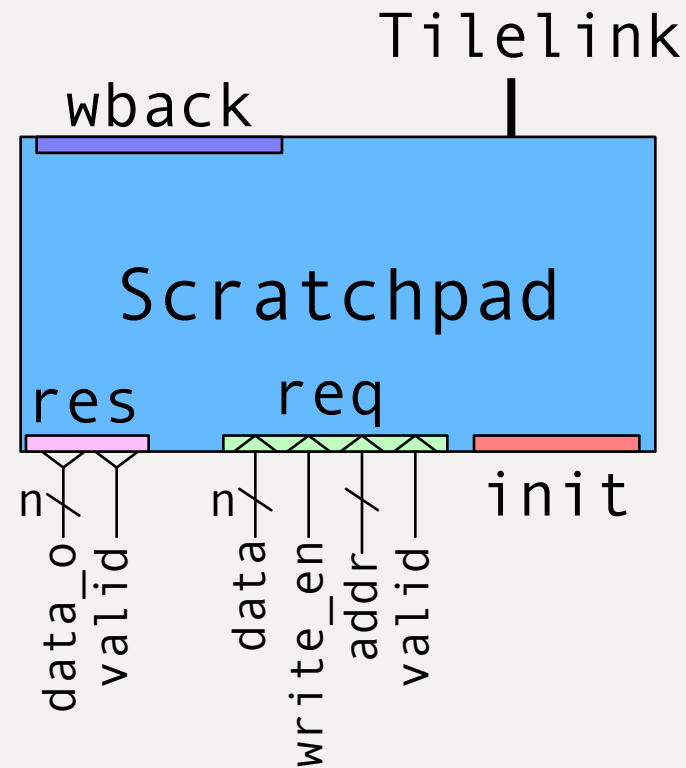 Tilelink
wback
Scratchpad
res
req
init
n
n
data_o
valid
data
write_en
addr
valid